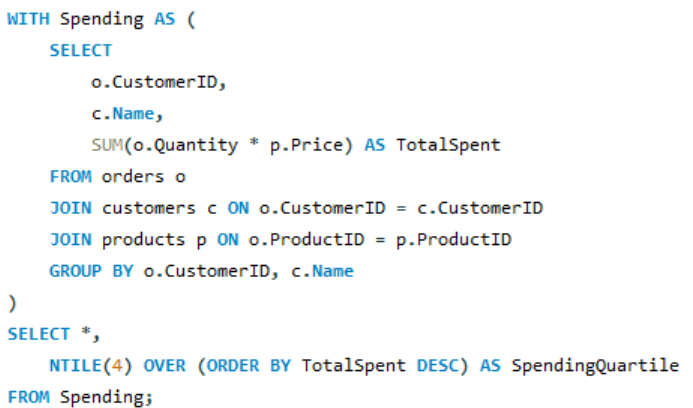 WITH Spending AS (
    SELECT
        o.CustomerID,
        c.Name,
        SUM(o.Quantity * p.Price) AS TotalSpent
    FROM orders o
    JOIN customers c ON o.CustomerID = c.CustomerID
    JOIN products p ON o.ProductID = p.ProductID
    GROUP BY o.CustomerID, c.Name
)
SELECT *,
    NTILE(4) OVER (ORDER BY TotalSpent DESC) AS SpendingQuartile
FROM Spending;